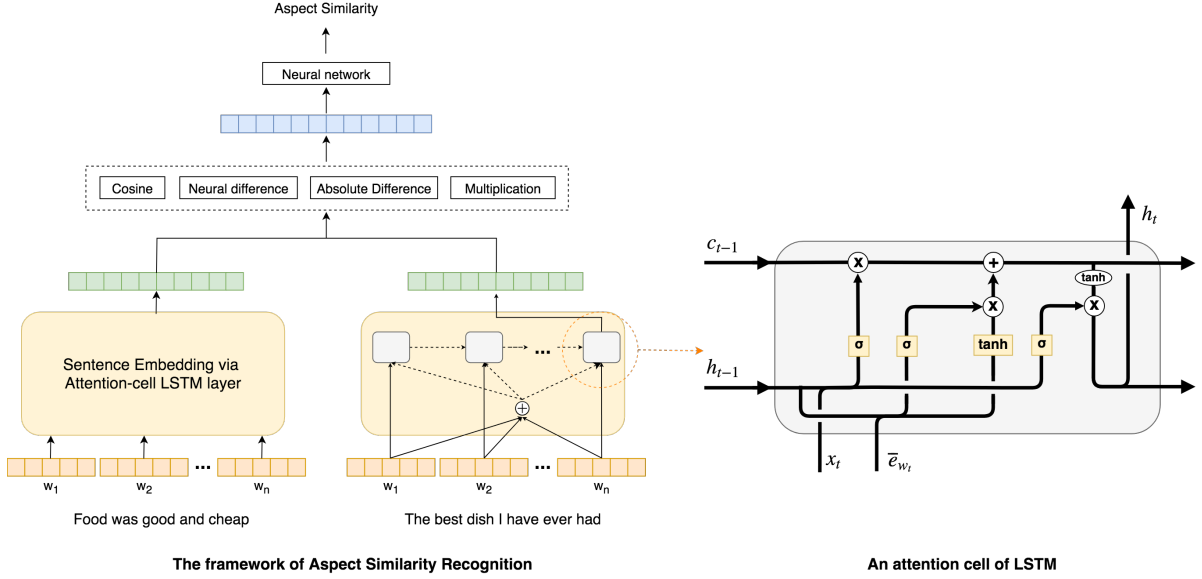 Aspect Similarity
Neural network
Cosine
Neural difference
Absolute Difference
Multiplication
Sentence Embedding via
Attention-cell LSTM layer
...
+
w₁
w₂
...
wₙ
w₁
w₂
...
wₙ
Food was good and cheap
The best dish I have ever had
The framework of Aspect Similarity Recognition
cₜ₋₁
hₜ
X
+
tanh
X
X
σ
σ
tanh
σ
hₜ₋₁
xₜ
e̅_wₜ
An attention cell of LSTM